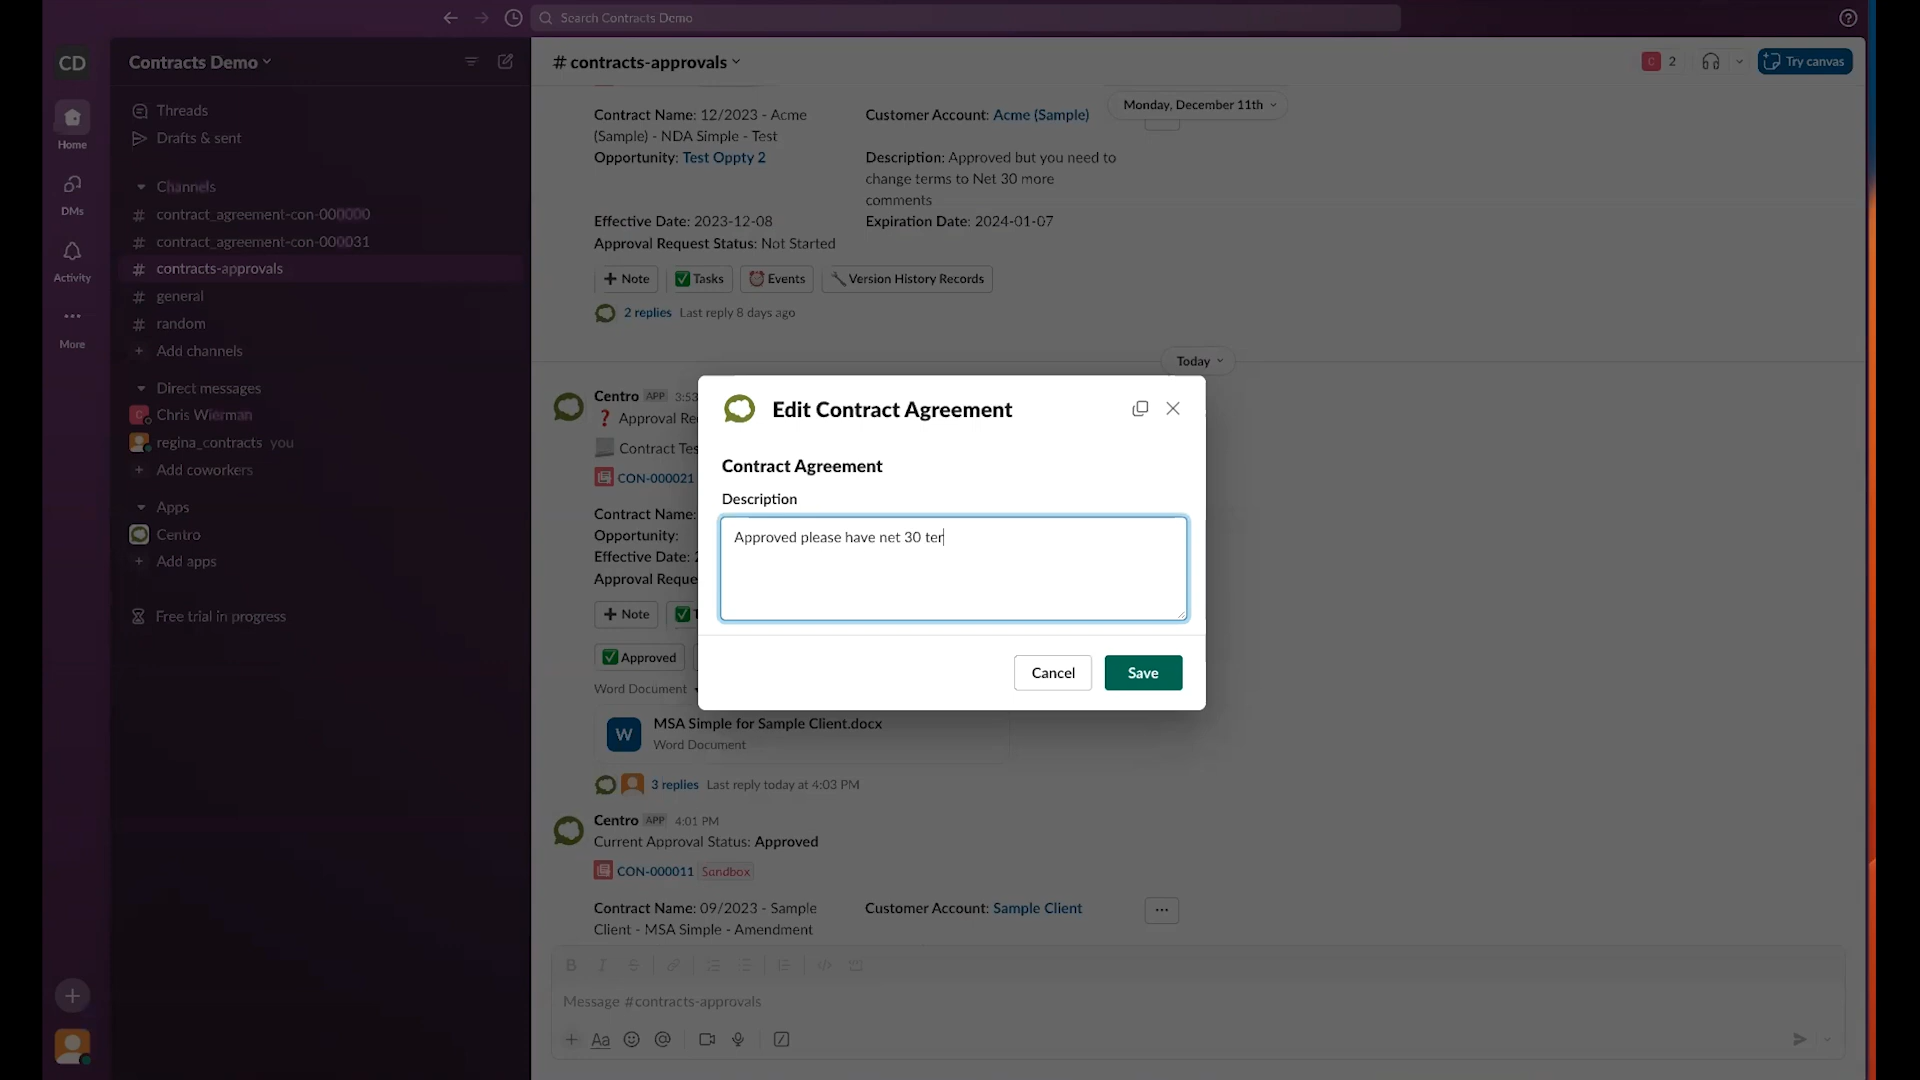 Search Contracts Demo
CD
Contracts Demo
# contracts-approvals
C 2
Try canvas
Home
DMs
Activity
More
Threads
Drafts & sent
Channels
# contract_agreement-con-000000
# contract_agreement-con-000031
# contracts-approvals
# general
# random
+ Add channels
Direct messages
C Chris Wierman
regina_contracts you
+ Add coworkers
Apps
Centro
+ Add apps
Free trial in progress
Monday, December 11th
Contract Name: 12/2023 - Acme
(Sample) - NDA Simple - Test
Customer Account: Acme (Sample)
Opportunity: Test Oppty 2
Description: Approved but you need to
change terms to Net 30 more
comments
Effective Date: 2023-12-08
Expiration Date: 2024-01-07
Approval Request Status: Not Started
+ Note
Tasks
Events
Version History Records
2 replies Last reply 8 days ago
Today
Centro APP 3:53
Approval Re
Contract Tes
CON-000021
Contract Name:
Opportunity:
Effective Date: 2
Approval Reque
+ Note
T
Approved
Word Document
W
MSA Simple for Sample Client.docx
Word Document
3 replies Last reply today at 4:03 PM
Edit Contract Agreement
Contract Agreement
Description
Approved please have net 30 ter
Cancel
Save
Centro APP 4:01 PM
Current Approval Status: Approved
CON-000011 Sandbox
Contract Name: 09/2023 - Sample
Client - MSA Simple - Amendment
Customer Account: Sample Client
B I S
Message #contracts-approvals
+ Aa @